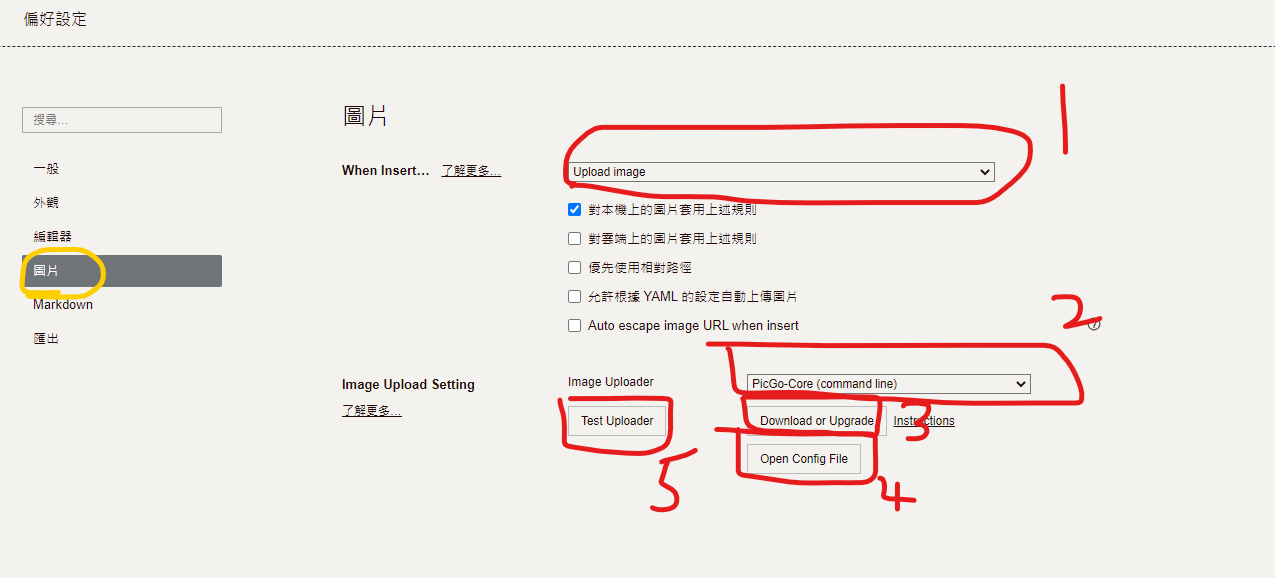 偏好設定
搜尋...
一般
外觀
編輯器
圖片
Markdown
匯出
圖片
1
When Insert... 了解更多...
Upload image
對本機上的圖片套用上述規則
對雲端上的圖片套用上述規則
優先使用相對路徑
允許根據 YAML 的設定自動上傳圖片
Auto escape image URL when insert
2
?
Image Upload Setting
了解更多...
Image Uploader
PicGo-Core (command line)
Test Uploader
Download or Upgrade
Instructions
3
Open Config File
5
4